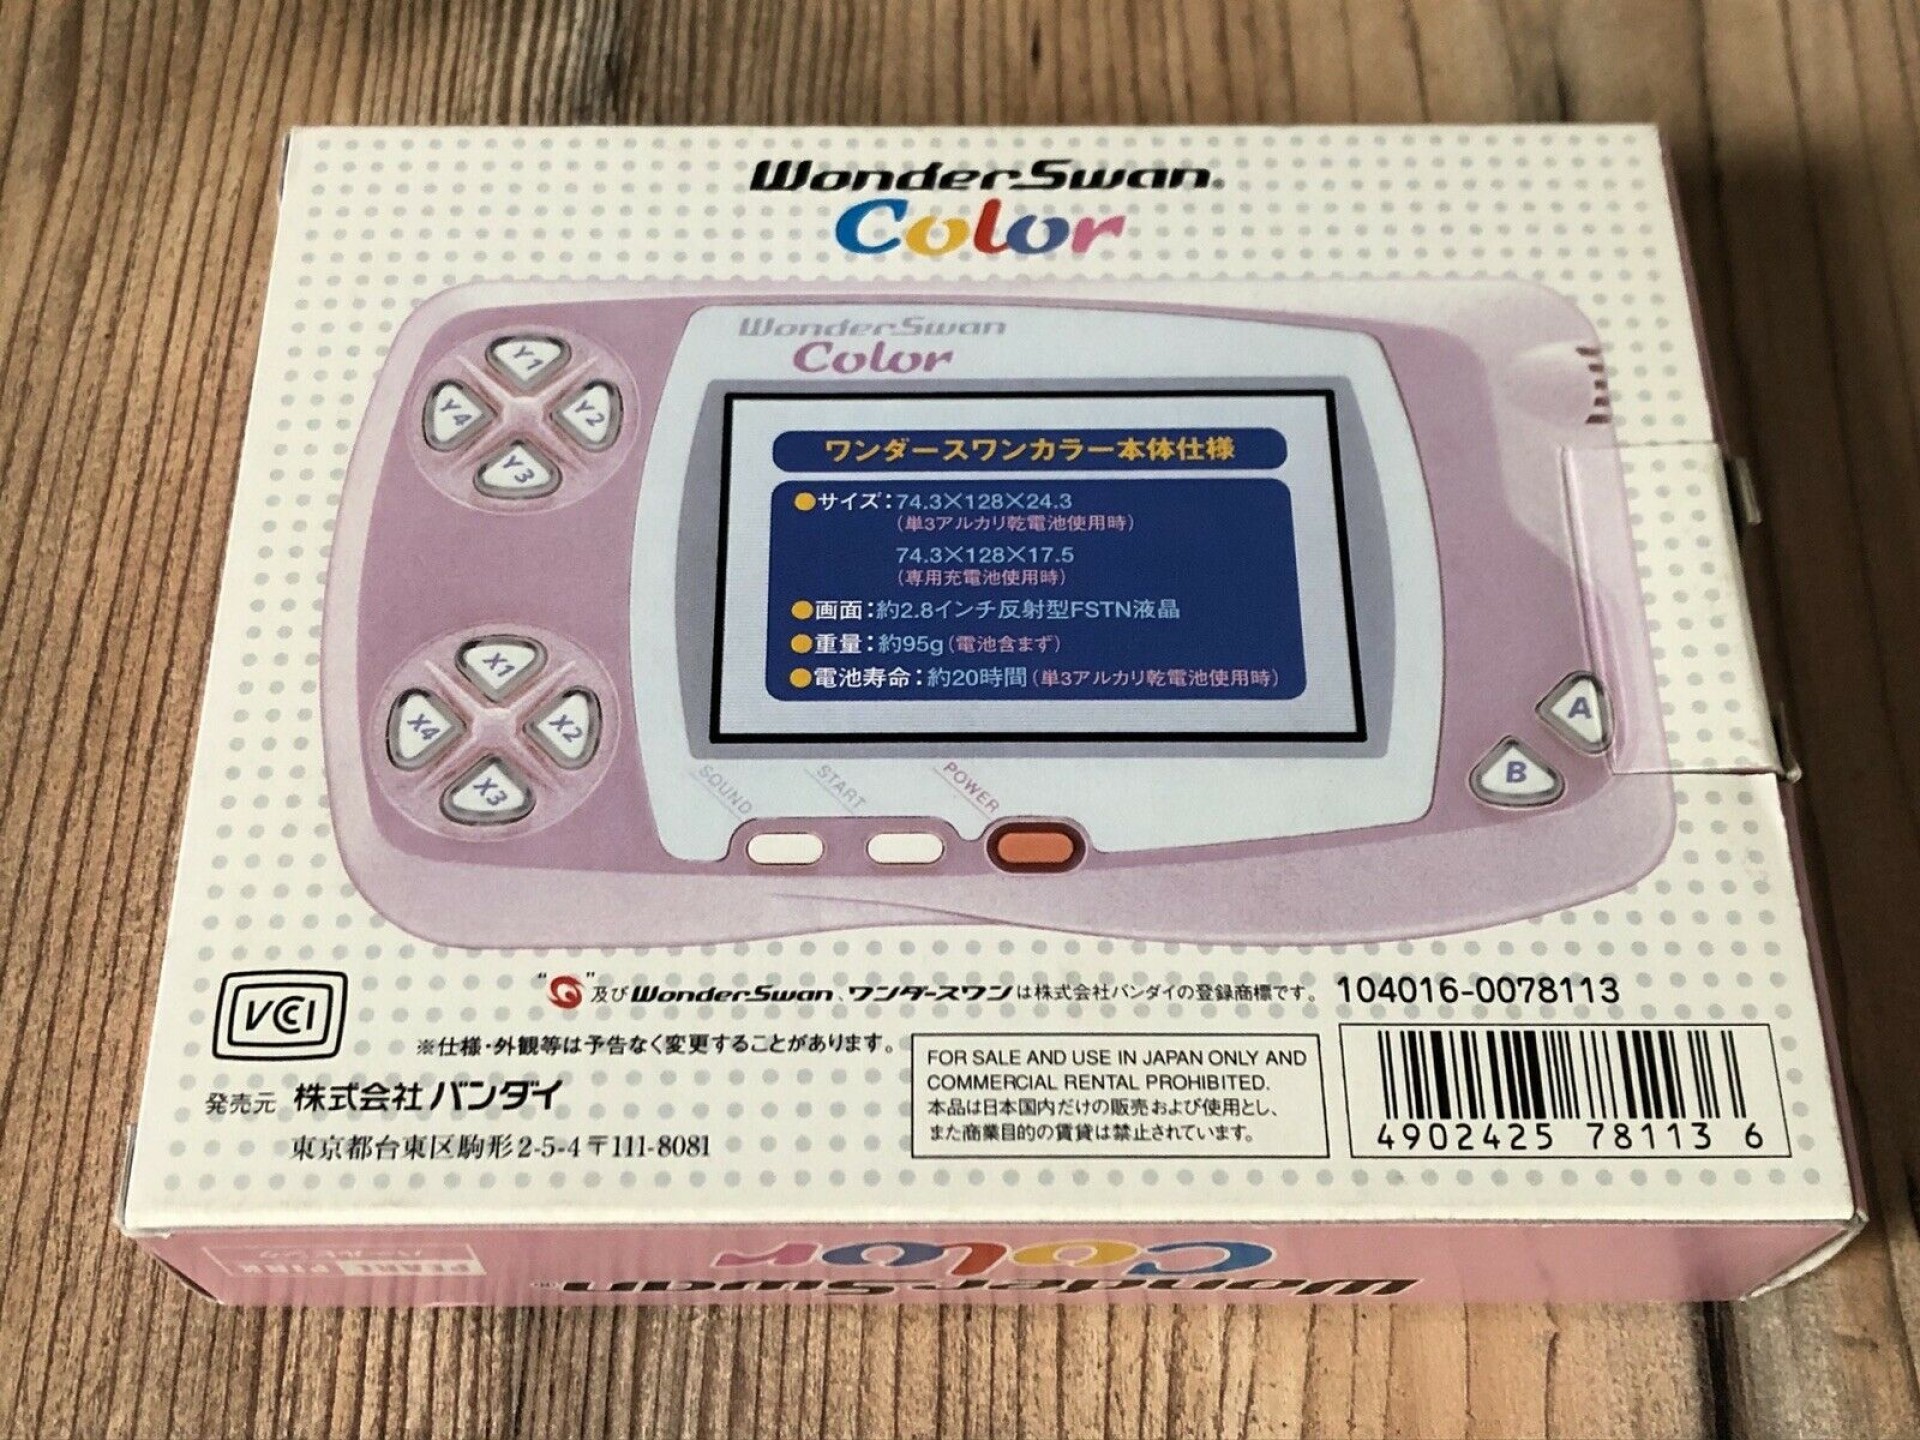 WonderSwan®
Color
WonderSwan
Color
Y1
Y4
Y2
Y3
ワンダースワンカラー本体仕様
●サイズ：74.3×128×24.3
（単3アルカリ乾電池使用時）
74.3×128×17.5
（専用充電池使用時）
●画面：約2.8インチ反射型FSTN液晶
●重量：約95g（電池含まず）
●電池寿命：約20時間（単3アルカリ乾電池使用時）
X1
X4
X2
X3
A
B
SOUND
START
POWER
VCCI
“ ”及びWonderSwan、ワンダースワンは株式会社バンダイの登録商標です。
104016-0078113
※仕様・外観等は予告なく変更することがあります。
発売元 株式会社バンダイ
東京都台東区駒形2-5-4〒111-8081
FOR SALE AND USE IN JAPAN ONLY AND
COMMERCIAL RENTAL PROHIBITED.
本品は日本国内だけの販売および使用とし、
また商業目的の賃貸は禁止されています。
4902425 78113 6
PEARL PINK
パールピンク
WonderSwan®
Color